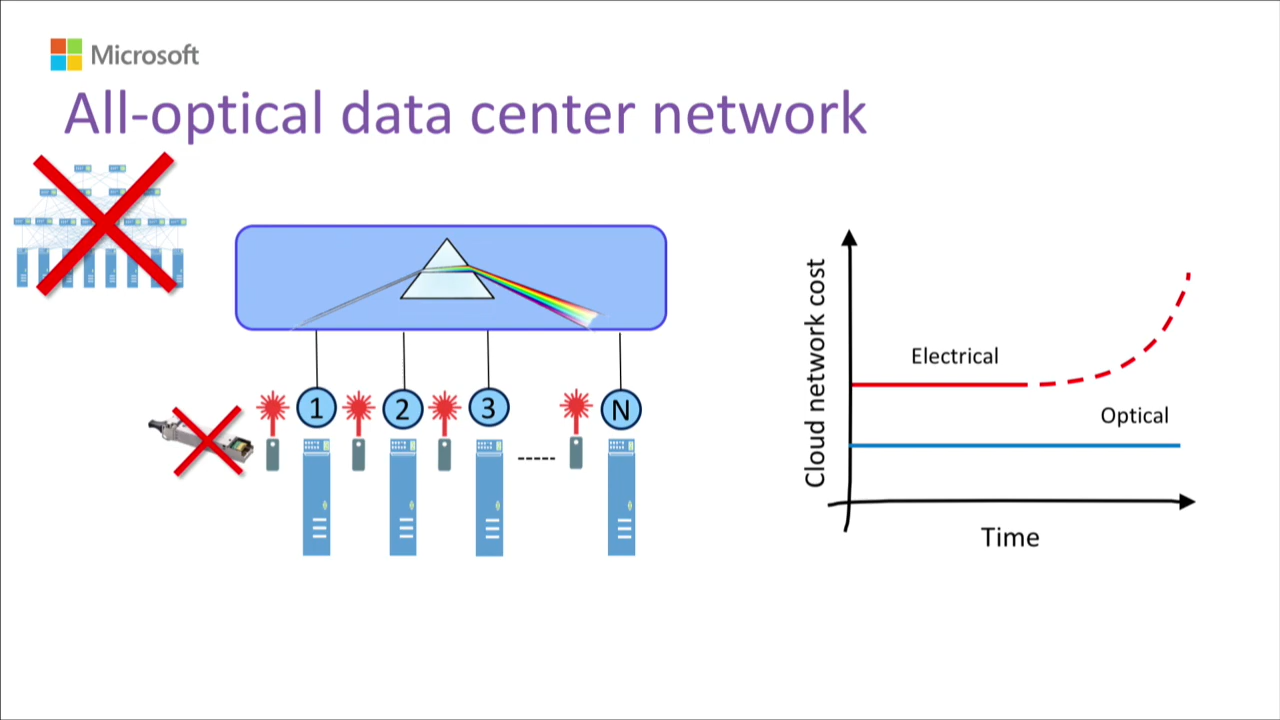 Microsoft
All-optical data center network
1
2
3
N
Cloud network cost
Electrical
Optical
Time